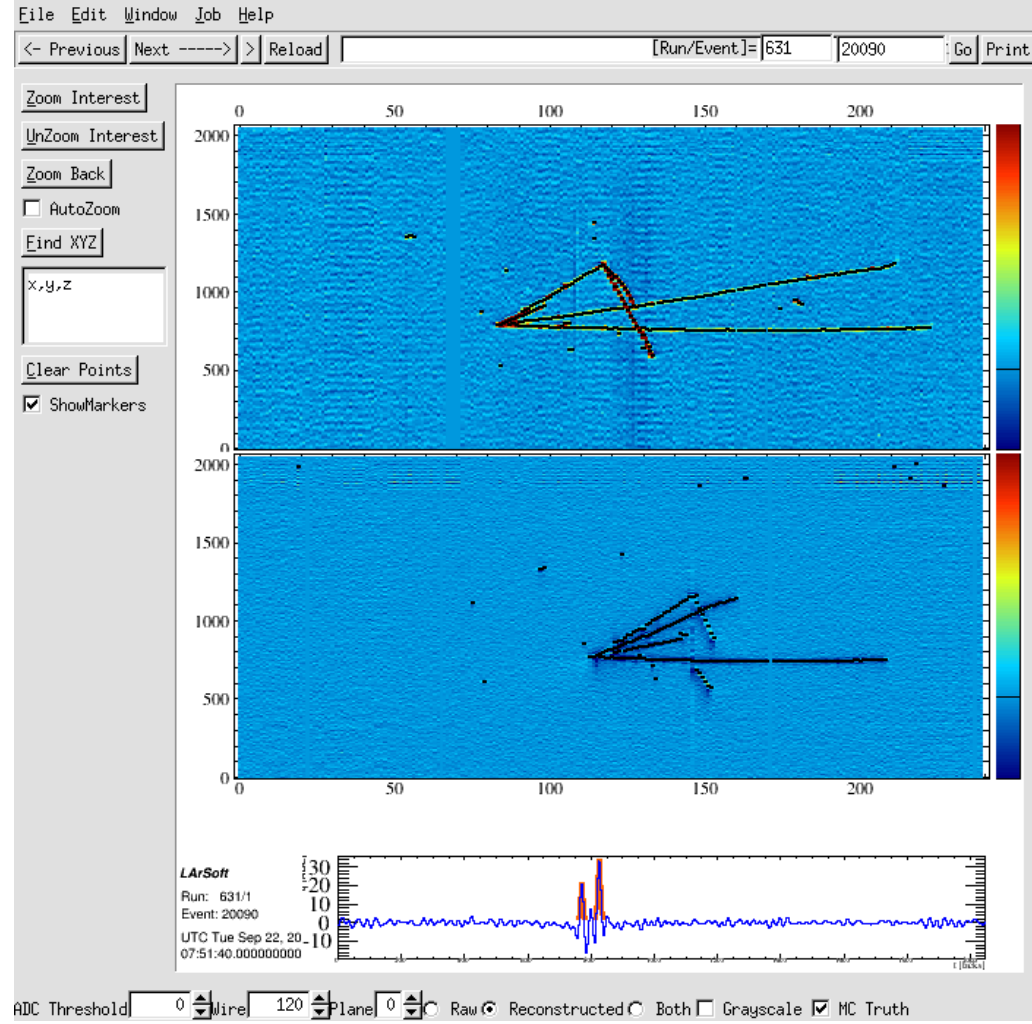 File Edit Window Job Help
<- Previous Next -----> > Reload [Run/Event]= 631 20090 Go Print
Zoom Interest
UnZoom Interest
Zoom Back
AutoZoom
Find XYZ
x,y,z
Clear Points
ShowMarkers
0 50 100 150 200
2000
1500
1000
500
0
2000
1500
1000
500
0
0 50 100 150 200
LArSoft
Run: 631/1
Event: 20090
UTC Tue Sep 22, 20
07:51:40.000000000
30
20
10
0
-10
t [ticks]
ADC Threshold 0 Wire 120 Plane 0 Raw Reconstructed Both Grayscale MC Truth